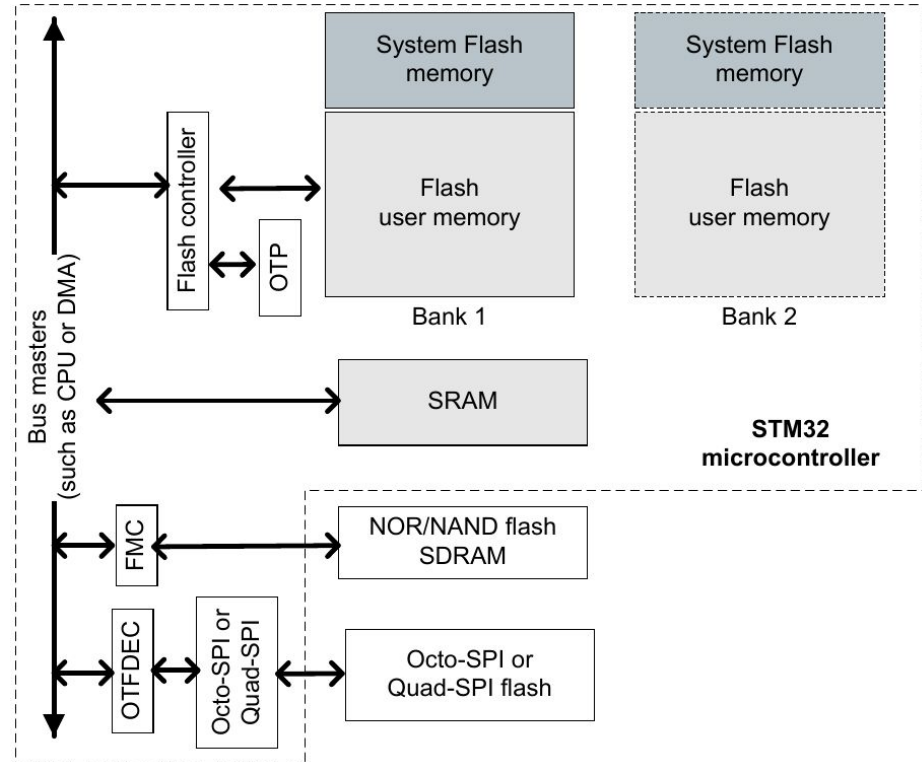 System Flash
memory
System Flash
memory
Flash controller
Flash
user memory
Flash
user memory
OTP
Bank 1
Bank 2
Bus masters
(such as CPU or DMA)
SRAM
STM32
microcontroller
FMC
NOR/NAND flash
SDRAM
OTFDEC
Octo-SPI or
Quad-SPI
Octo-SPI or
Quad-SPI flash